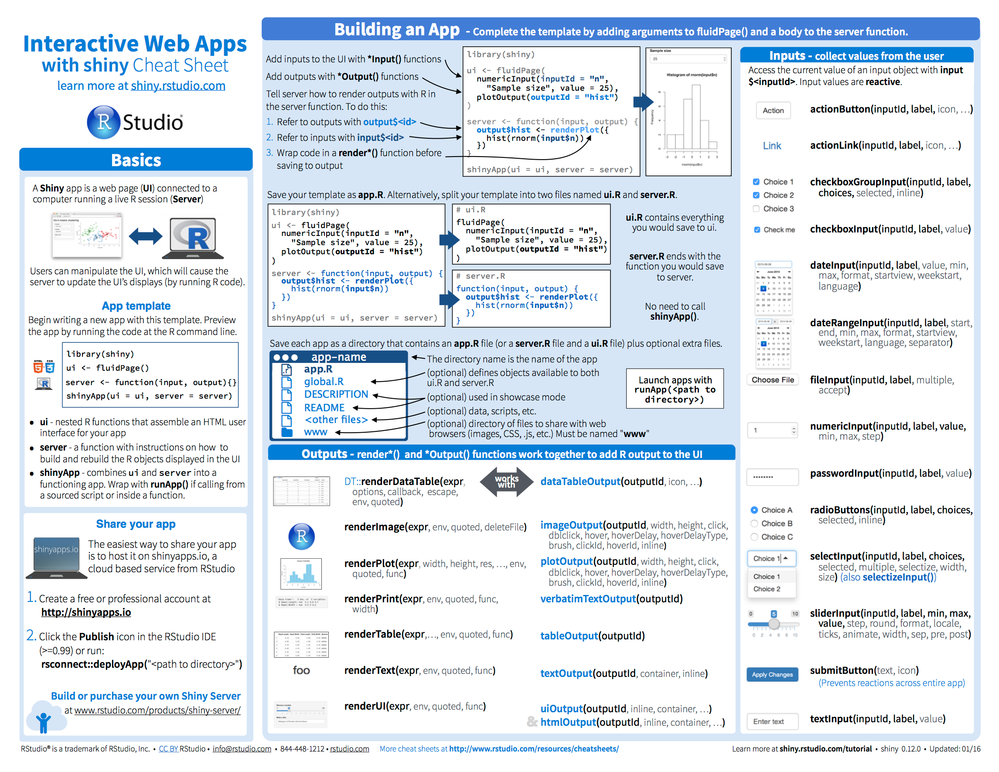 Interactive Web Apps
with shiny Cheat Sheet
learn more at shiny.rstudio.com
R Studio®
Basics
A Shiny app is a web page (UI) connected to a
computer running a live R session (Server)
R
Users can manipulate the UI, which will cause the
server to update the UI's displays (by running R code).
App template
Begin writing a new app with this template. Preview
the app by running the code at the R command line.
HTML CSS
5 3
R
library(shiny)
ui <- fluidPage()
server <- function(input, output){}
shinyApp(ui = ui, server = server)
• ui - nested R functions that assemble an HTML user
interface for your app
• server - a function with instructions on how to
build and rebuild the R objects displayed in the UI
• shinyApp - combines ui and server into a
functioning app. Wrap with runApp() if calling from
a sourced script or inside a function.
Share your app
shinyapps.io
The easiest way to share your app
is to host it on shinyapps.io, a
cloud based service from RStudio
1. Create a free or professional account at
http://shinyapps.io
2. Click the Publish icon in the RStudio IDE
(>=0.99) or run:
rsconnect::deployApp("<path to directory>")
Build or purchase your own Shiny Server
at www.rstudio.com/products/shiny-server/
Building an App - Complete the template by adding arguments to fluidPage() and a body to the server function.
Add inputs to the UI with *Input() functions
Add outputs with *Output() functions
Tell server how to render outputs with R in
the server function. To do this:
1. Refer to outputs with output$<id>
2. Refer to inputs with input$<id>
3. Wrap code in a render*() function before
saving to output
library(shiny)
ui <- fluidPage(
numericInput(inputId = "n",
"Sample size", value = 25),
plotOutput(outputId = "hist")
)
server <- function(input, output) {
output$hist <- renderPlot({
hist(rnorm(input$n))
})
}
shinyApp(ui = ui, server = server)
Sample size
25
Histogram of rnorm(input$n)
Frequency
0 2 4 6 8
-3 -2 -1 0 1 2 3
rnorm(input$n)
Save your template as app.R. Alternatively, split your template into two files named ui.R and server.R.
library(shiny)
ui <- fluidPage(
numericInput(inputId = "n",
"Sample size", value = 25),
plotOutput(outputId = "hist")
)
server <- function(input, output) {
output$hist <- renderPlot({
hist(rnorm(input$n))
})
}
shinyApp(ui = ui, server = server)
# ui.R
fluidPage(
numericInput(inputId = "n",
"Sample size", value = 25),
plotOutput(outputId = "hist")
)
# server.R
function(input, output) {
output$hist <- renderPlot({
hist(rnorm(input$n))
})
}
ui.R contains everything
you would save to ui.
server.R ends with the
function you would save
to server.
No need to call
shinyApp().
Save each app as a directory that contains an app.R file (or a server.R file and a ui.R file) plus optional extra files.
app-name
.r app.R
global.R
DESCRIPTION
README
<other files>
www
The directory name is the name of the app
(optional) defines objects available to both
ui.R and server.R
(optional) used in showcase mode
(optional) data, scripts, etc.
(optional) directory of files to share with web
browsers (images, CSS, .js, etc.) Must be named "www"
Launch apps with
runApp(<path to
directory>)
Outputs - render*() and *Output() functions work together to add R output to the UI
DT::renderDataTable(expr,
options, callback, escape,
env, quoted)
works
with
dataTableOutput(outputId, icon, …)
R
renderImage(expr, env, quoted, deleteFile)
imageOutput(outputId, width, height, click,
dblclick, hover, hoverDelay, hoverDelayType,
brush, clickId, hoverId, inline)
renderPlot(expr, width, height, res, …, env,
quoted, func)
plotOutput(outputId, width, height, click,
dblclick, hover, hoverDelay, hoverDelayType,
brush, clickId, hoverId, inline)
renderPrint(expr, env, quoted, func,
width)
verbatimTextOutput(outputId)
renderTable(expr,…, env, quoted, func)
tableOutput(outputId)
foo
renderText(expr, env, quoted, func)
textOutput(outputId, container, inline)
renderUI(expr, env, quoted, func)
uiOutput(outputId, inline, container, …)
& htmlOutput(outputId, inline, container, …)
Inputs - collect values from the user
Access the current value of an input object with input
$<inputId>. Input values are reactive.
Action
actionButton(inputId, label, icon, …)
Link
actionLink(inputId, label, icon, …)
Choice 1
Choice 2
Choice 3
checkboxGroupInput(inputId, label,
choices, selected, inline)
Check me
checkboxInput(inputId, label, value)
June 2015
dateInput(inputId, label, value, min,
max, format, startview, weekstart,
language)
June 2015
dateRangeInput(inputId, label, start,
end, min, max, format, startview,
weekstart, language, separator)
Choose File
fileInput(inputId, label, multiple,
accept)
1
numericInput(inputId, label, value,
min, max, step)
••••••••
passwordInput(inputId, label, value)
Choice A
Choice B
Choice C
radioButtons(inputId, label, choices,
selected, inline)
Choice 1
Choice 1
Choice 2
selectInput(inputId, label, choices,
selected, multiple, selectize, width,
size) (also selectizeInput())
0 5 10
0 2 4 6 8 10
sliderInput(inputId, label, min, max,
value, step, round, format, locale,
ticks, animate, width, sep, pre, post)
Apply Changes
submitButton(text, icon)
(Prevents reactions across entire app)
Enter text
textInput(inputId, label, value)
RStudio® is a trademark of RStudio, Inc. • CC BY RStudio • info@rstudio.com • 844-448-1212 • rstudio.com
More cheat sheets at http://www.rstudio.com/resources/cheatsheets/
Learn more at shiny.rstudio.com/tutorial • shiny 0.12.0 • Updated: 01/16